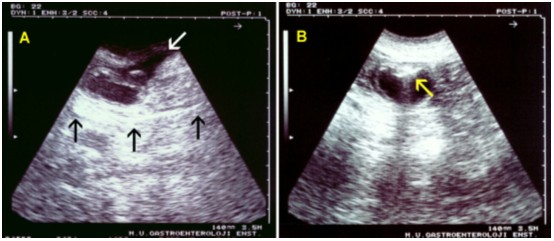 BG: 22
DYN:1 ENH:3/2 SCC:4
POST-P:1
A
140mm 3.5M
M.U.GASTROENTEROLOJI ENST.
BG: 22
DYN:1 ENH:3/2 SCC:4
POST-P:1
B
140mm 3.5M
M.U.GASTROENTEROLOJI ENST.